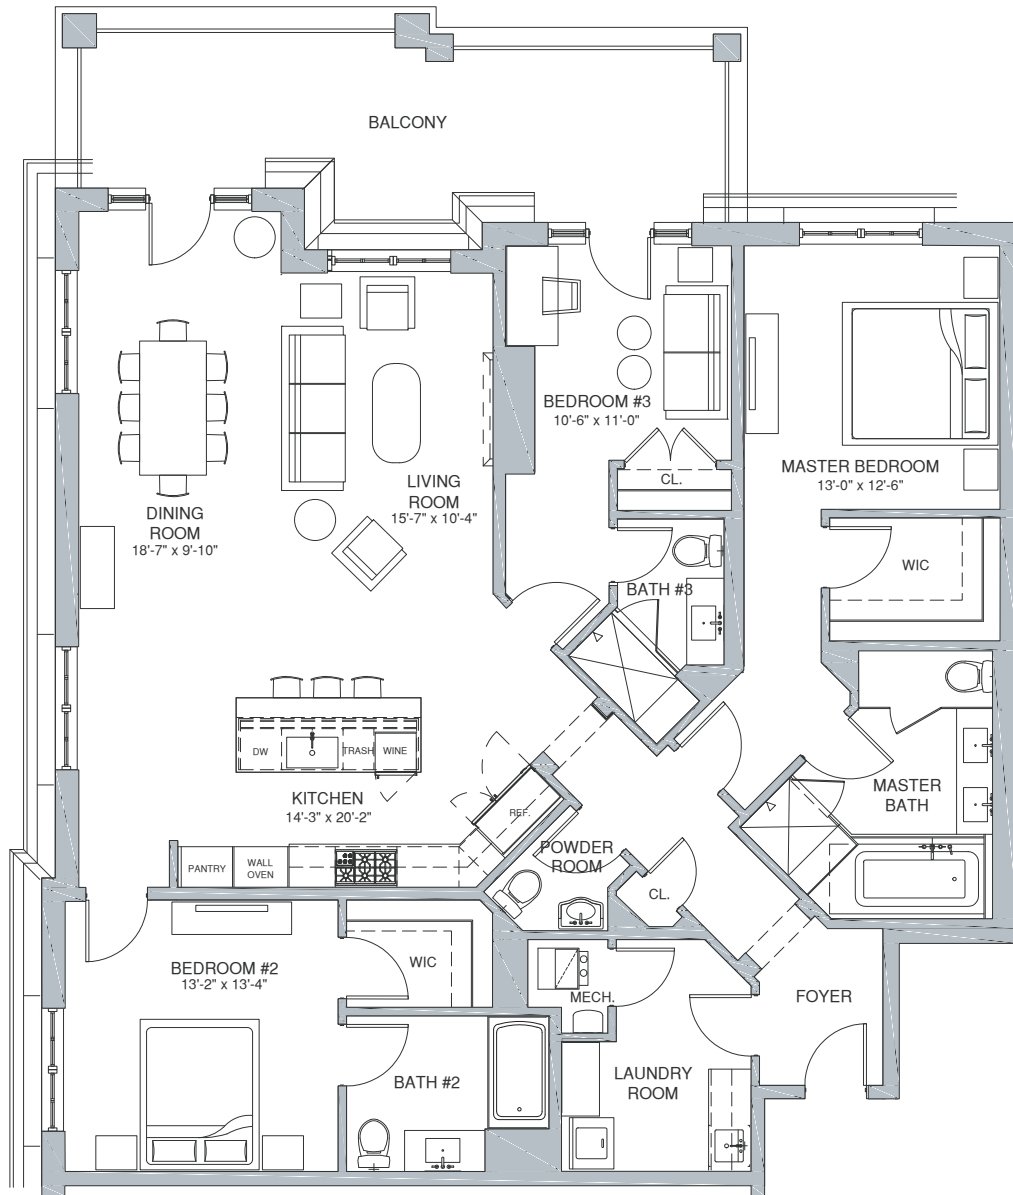 BALCONY
BEDROOM #3
10'-6" x 11'-0"
MASTER BEDROOM
13'-0" x 12'-6"
CL.
LIVING
ROOM
15'-7" x 10'-4"
DINING
ROOM
18'-7" x 9'-10"
WIC
BATH #3
DW
TRASH
WINE
KITCHEN
14'-3" x 20'-2"
MASTER
BATH
REF.
POWDER
ROOM
PANTRY
WALL
OVEN
CL.
BEDROOM #2
13'-2" x 13'-4"
WIC
MECH.
FOYER
BATH #2
LAUNDRY
ROOM